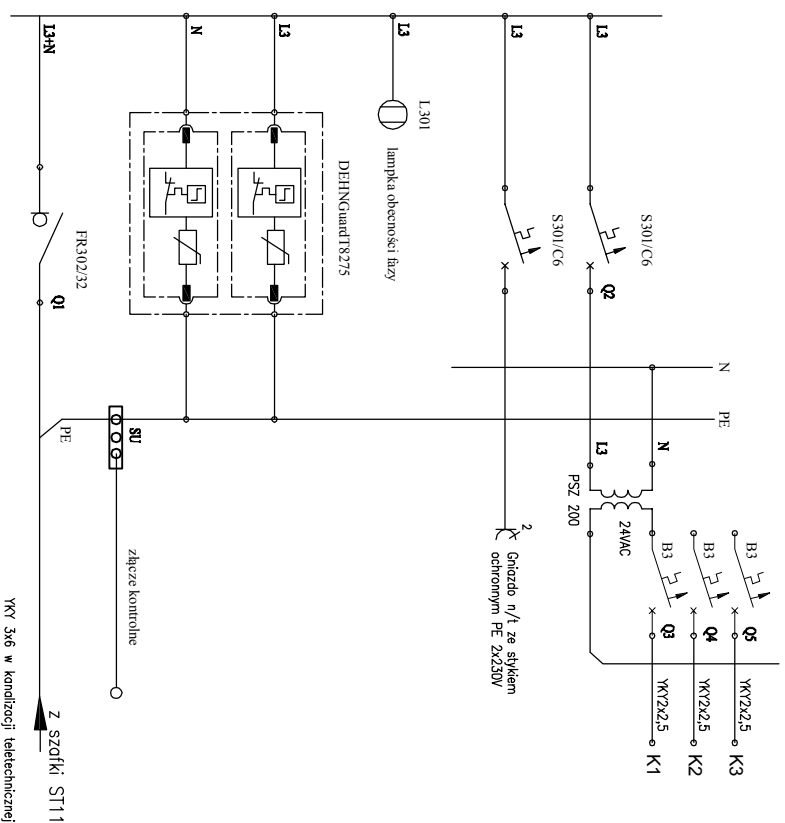 L3+N
N
L3
L3
L3
L3
L301
lampka obecności fazy
DEHNGuardT8275
FR302/32
Q1
S301/C6
S301/C6
Q2
N
PE
PE
SU
złącze kontrolne
z szafki ST11
YKY 3x6 w kanalizacji teletechnicznej
L3
N
PSZ 200
24VAC
2
Gniazdo n/t ze stykiem
ochronnym PE 2x230V
B3
B3
B3
Q3
Q4
Q5
YKY2x2,5
YKY2x2,5
YKY2x2,5
K1
K2
K3